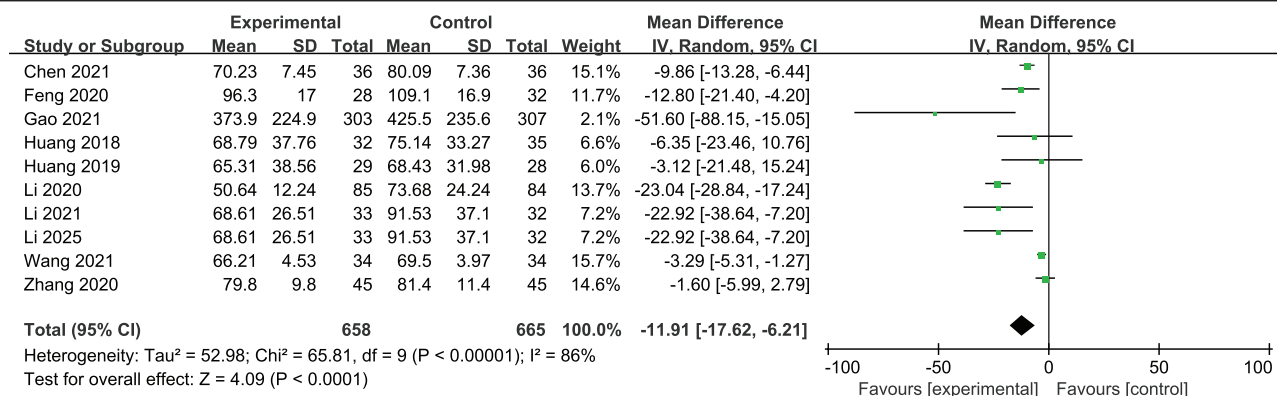 Experimental Control Mean Difference Mean Difference
Study or Subgroup Mean SD Total Mean SD Total Weight IV, Random, 95% CI IV, Random, 95% CI
Chen 2021 70.23 7.45 36 80.09 7.36 36 15.1% -9.86 [-13.28, -6.44]
Feng 2020 96.3 17 28 109.1 16.9 32 11.7% -12.80 [-21.40, -4.20]
Gao 2021 373.9 224.9 303 425.5 235.6 307 2.1% -51.60 [-88.15, -15.05]
Huang 2018 68.79 37.76 32 75.14 33.27 35 6.6% -6.35 [-23.46, 10.76]
Huang 2019 65.31 38.56 29 68.43 31.98 28 6.0% -3.12 [-21.48, 15.24]
Li 2020 50.64 12.24 85 73.68 24.24 84 13.7% -23.04 [-28.84, -17.24]
Li 2021 68.61 26.51 33 91.53 37.1 32 7.2% -22.92 [-38.64, -7.20]
Li 2025 68.61 26.51 33 91.53 37.1 32 7.2% -22.92 [-38.64, -7.20]
Wang 2021 66.21 4.53 34 69.5 3.97 34 15.7% -3.29 [-5.31, -1.27]
Zhang 2020 79.8 9.8 45 81.4 11.4 45 14.6% -1.60 [-5.99, 2.79]
Total (95% CI) 658 665 100.0% -11.91 [-17.62, -6.21]
Heterogeneity: Tau² = 52.98; Chi² = 65.81, df = 9 (P < 0.00001); I² = 86%
Test for overall effect: Z = 4.09 (P < 0.0001)
-100 -50 0 50 100
Favours [experimental] Favours [control]